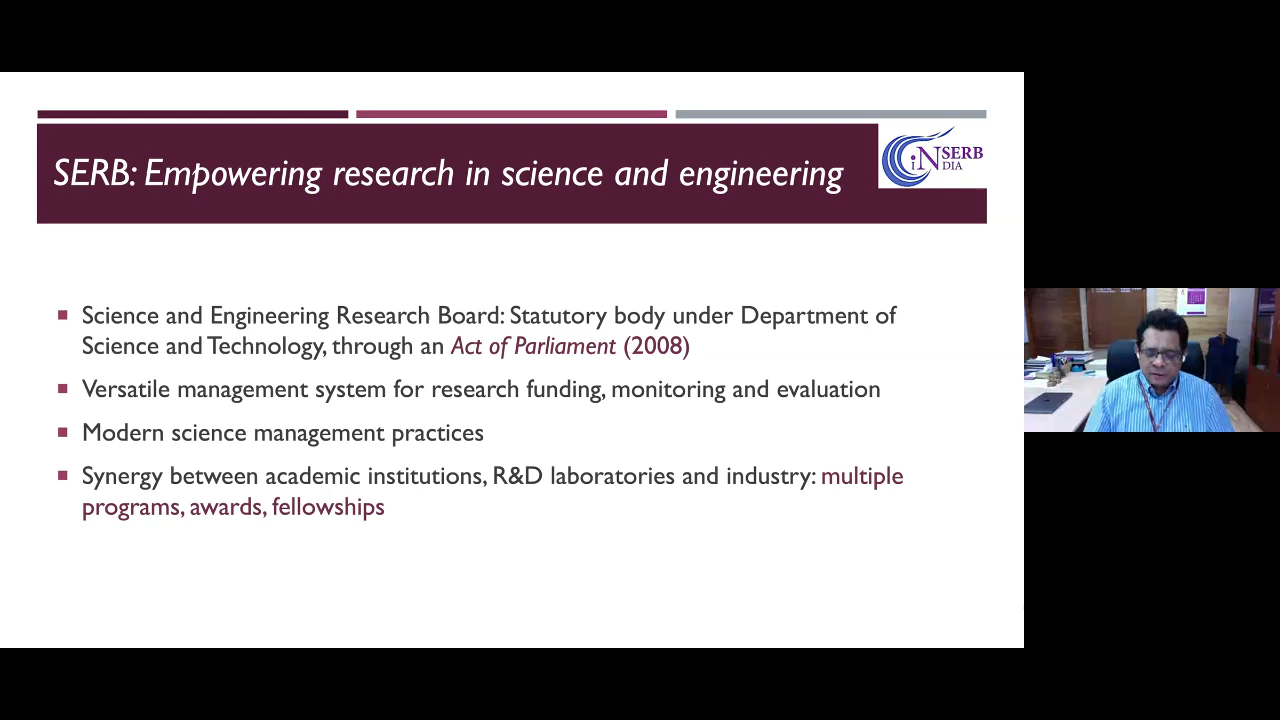 SERB: Empowering research in science and engineering
iN SERB
DIA
Science and Engineering Research Board: Statutory body under Department of
Science and Technology, through an Act of Parliament (2008)
Versatile management system for research funding, monitoring and evaluation
Modern science management practices
Synergy between academic institutions, R&D laboratories and industry: multiple
programs, awards, fellowships